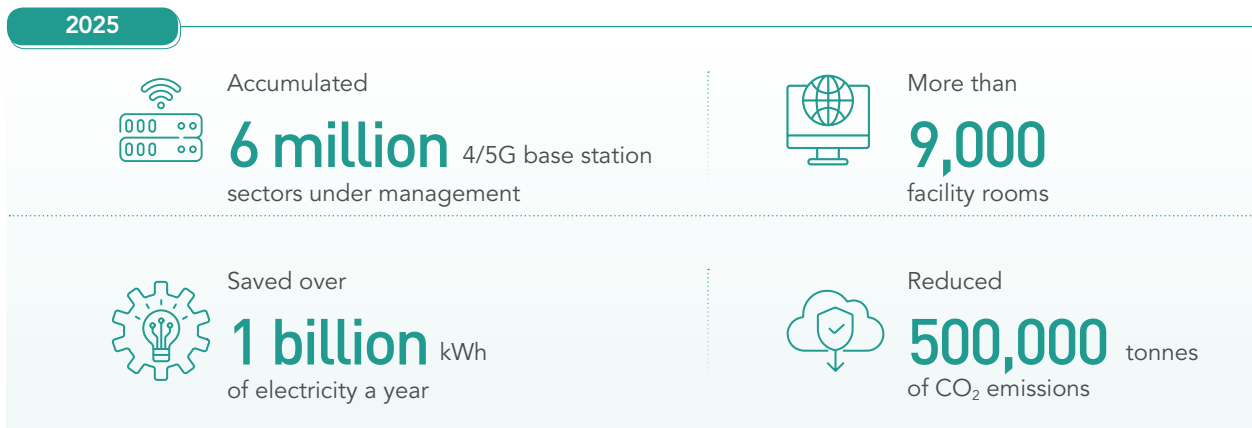 2025
Accumulated
6 million 4/5G base station
sectors under management
More than
9,000
facility rooms
Saved over
1 billion kWh
of electricity a year
Reduced
500,000 tonnes
of CO₂ emissions